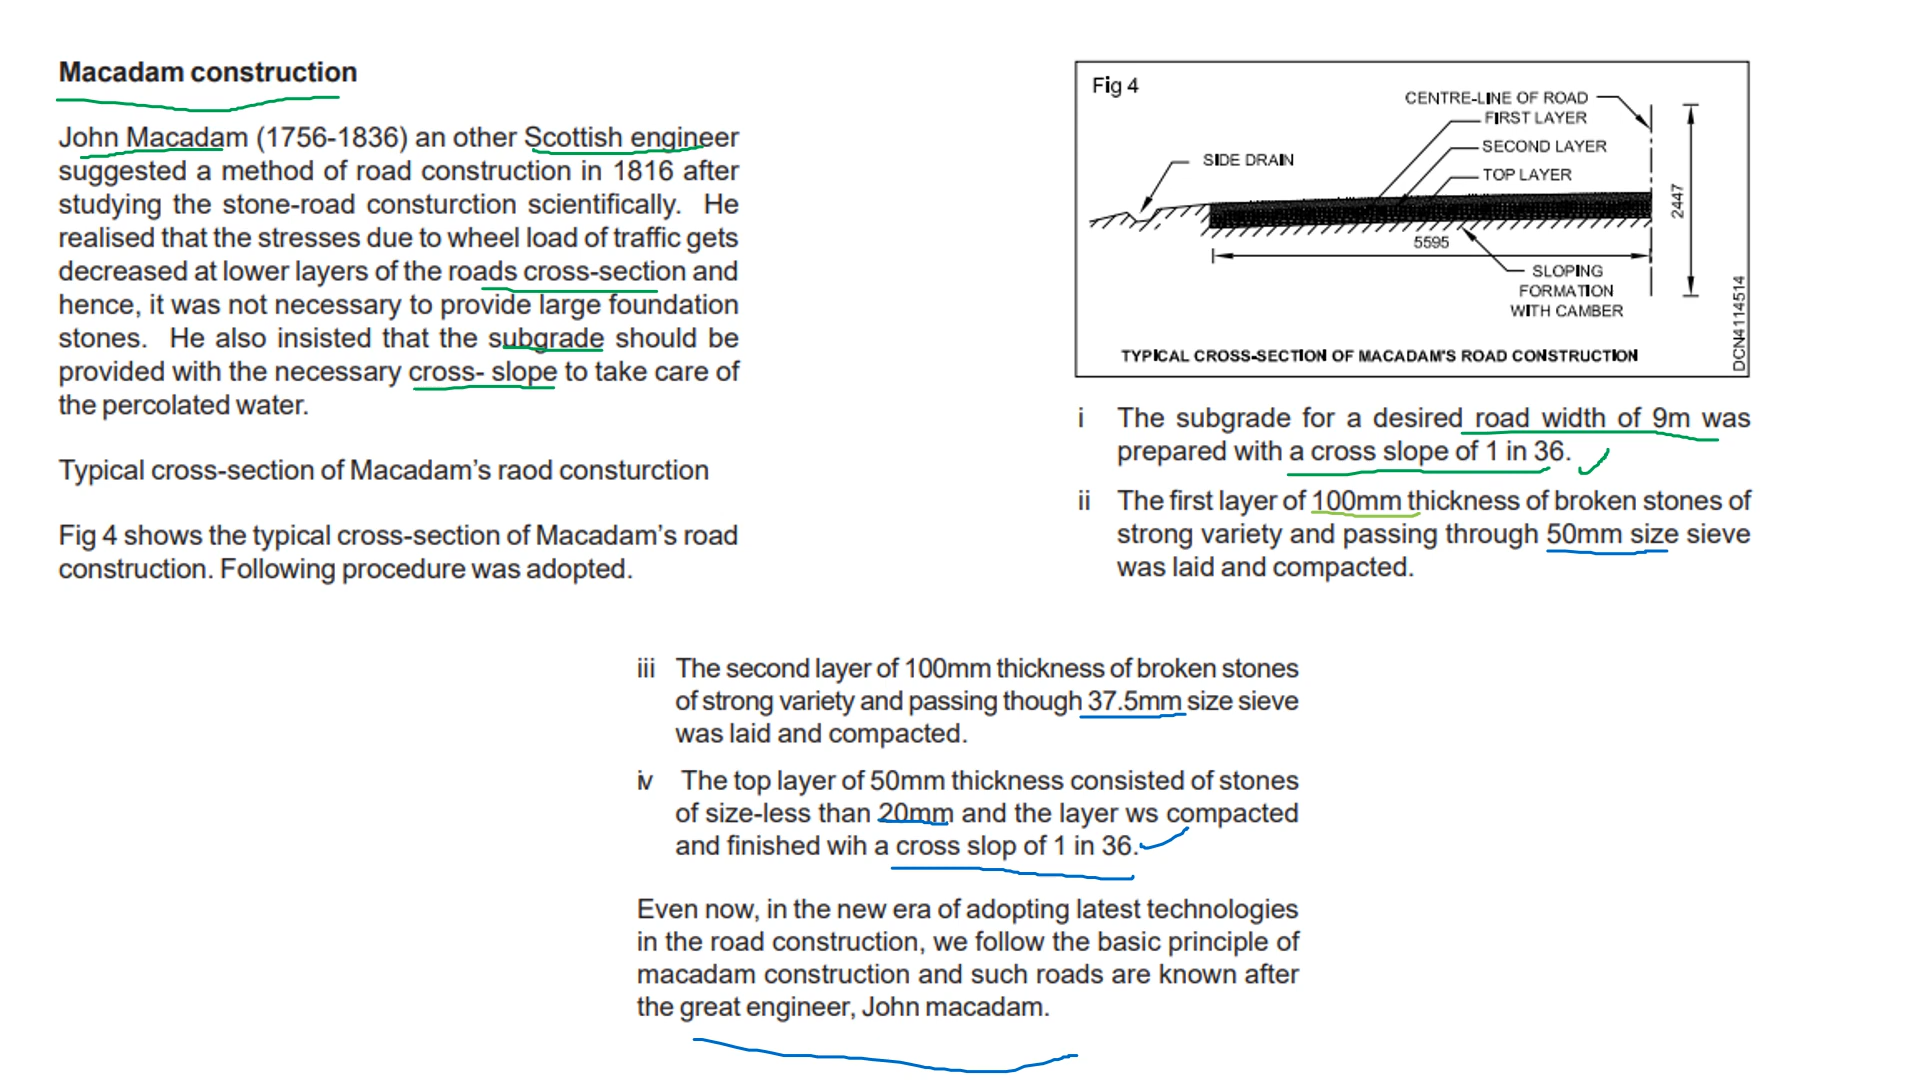 Macadam construction
John Macadam (1756-1836) an other Scottish engineer
suggested a method of road construction in 1816 after
studying the stone-road consturction scientifically. He
realised that the stresses due to wheel load of traffic gets
decreased at lower layers of the roads cross-section and
hence, it was not necessary to provide large foundation
stones. He also insisted that the subgrade should be
provided with the necessary cross- slope to take care of
the percolated water.
Typical cross-section of Macadam's raod consturction
Fig 4 shows the typical cross-section of Macadam's road
construction. Following procedure was adopted.
Fig 4
CENTRE-LINE OF ROAD
FIRST LAYER
SECOND LAYER
TOP LAYER
SIDE DRAIN
2447
5595
SLOPING
FORMATION
WITH CAMBER
TYPICAL CROSS-SECTION OF MACADAM'S ROAD CONSTRUCTION
DCN4114514
i The subgrade for a desired road width of 9m was
prepared with a cross slope of 1 in 36.
ii The first layer of 100mm thickness of broken stones of
strong variety and passing through 50mm size sieve
was laid and compacted.
iii The second layer of 100mm thickness of broken stones
of strong variety and passing though 37.5mm size sieve
was laid and compacted.
iv The top layer of 50mm thickness consisted of stones
of size-less than 20mm and the layer ws compacted
and finished wih a cross slop of 1 in 36.
Even now, in the new era of adopting latest technologies
in the road construction, we follow the basic principle of
macadam construction and such roads are known after
the great engineer, John macadam.